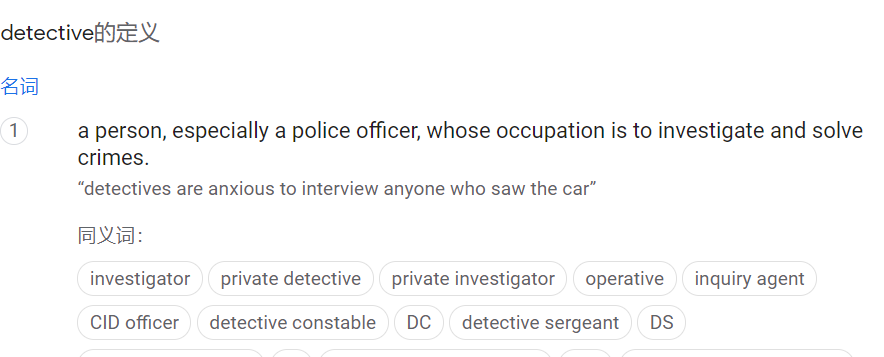 detective的定义
名词
1 a person, especially a police officer, whose occupation is to investigate and solve
crimes.
“detectives are anxious to interview anyone who saw the car”
同义词：
investigator private detective private investigator operative inquiry agent
CID officer detective constable DC detective sergeant DS